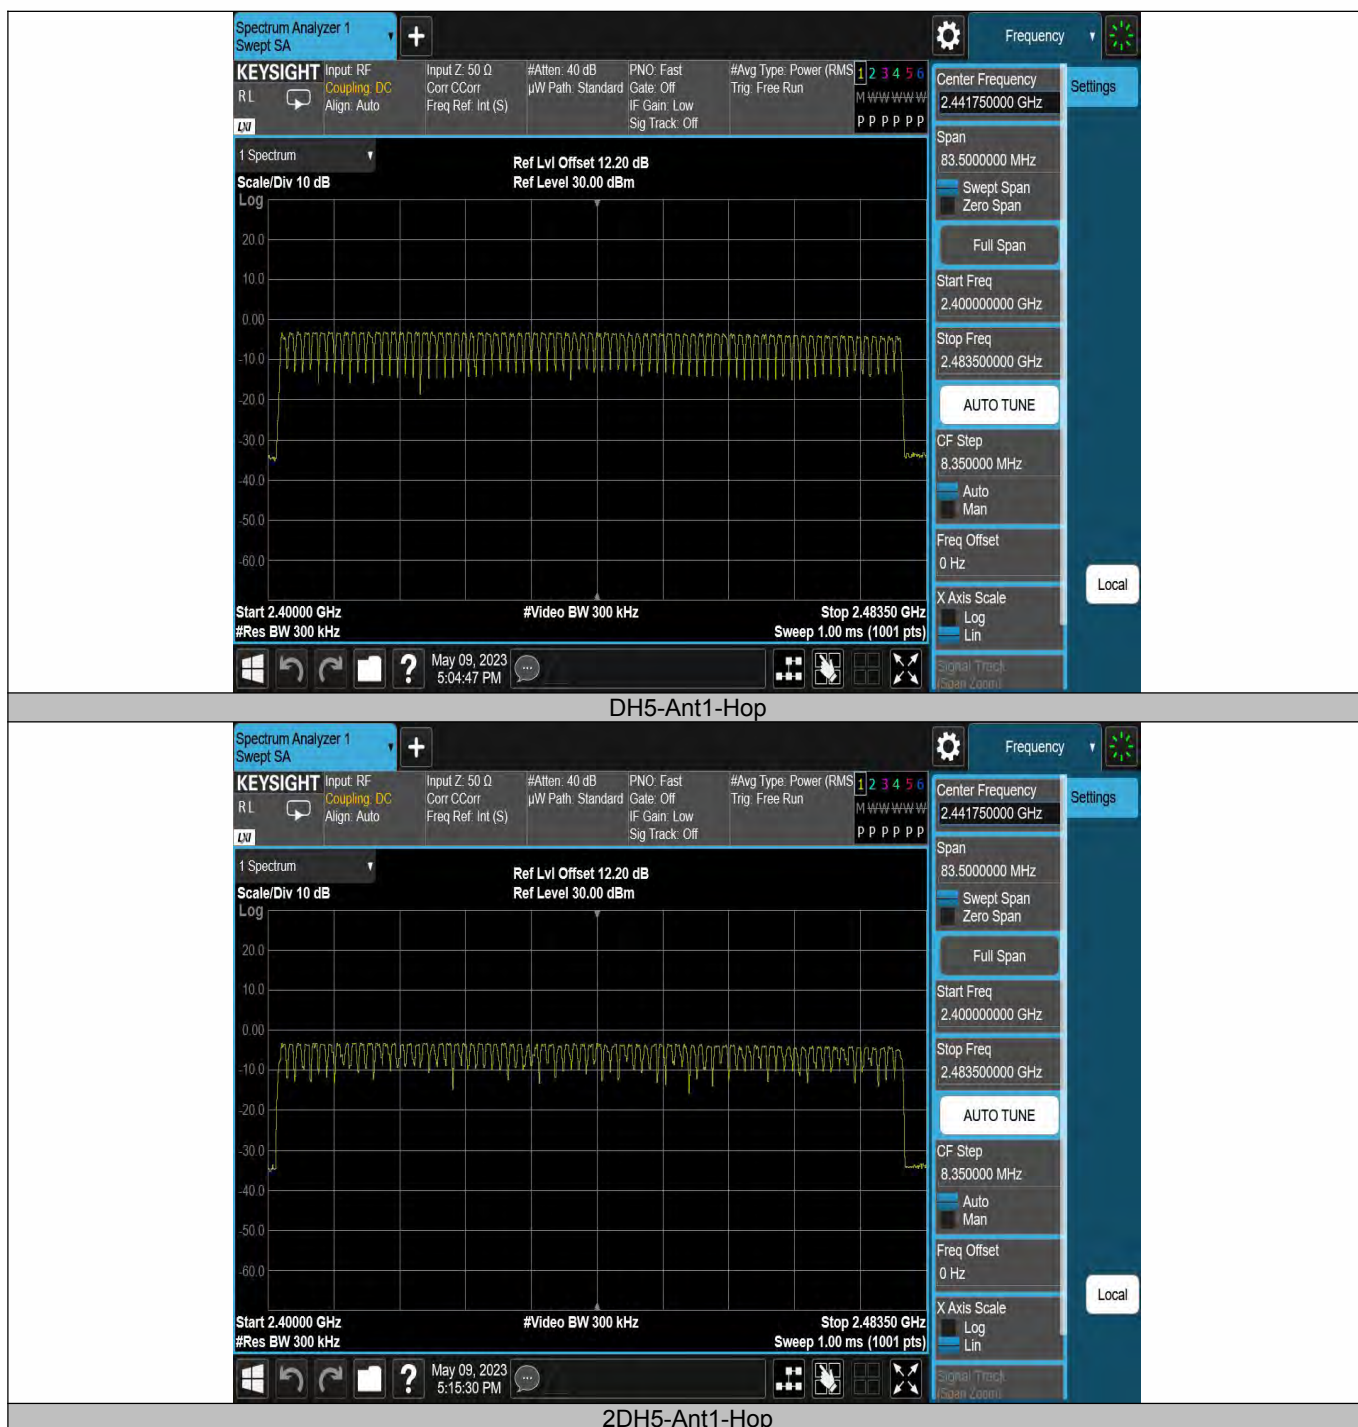 Spectrum Analyzer 1
Swept SA
Frequency
KEYSIGHT
R L
LXI
Input: RF
Coupling: DC
Align: Auto
Input Z: 50 Ω
Corr CCorr
Freq Ref: Int (S)
#Atten: 40 dB
µW Path: Standard
PNO: Fast
Gate: Off
IF Gain: Low
Sig Track: Off
#Avg Type: Power (RMS
Trig: Free Run
1 2 3 4 5 6
M W W W W W
P P P P P P
1 Spectrum
Scale/Div 10 dB
Ref Lvl Offset 12.20 dB
Ref Level 30.00 dBm
Log
20.0
10.0
0.00
-10.0
-20.0
-30.0
-40.0
-50.0
-60.0
Start 2.40000 GHz
#Res BW 300 kHz
#Video BW 300 kHz
Stop 2.48350 GHz
Sweep 1.00 ms (1001 pts)
May 09, 2023
5:04:47 PM
Center Frequency
2.441750000 GHz
Settings
Span
83.5000000 MHz
Swept Span
Zero Span
Full Span
Start Freq
2.400000000 GHz
Stop Freq
2.483500000 GHz
AUTO TUNE
CF Step
8.350000 MHz
Auto
Man
Freq Offset
0 Hz
Local
X Axis Scale
Log
Lin
Signal Track
(Span Zoom)
DH5-Ant1-Hop
Spectrum Analyzer 1
Swept SA
Frequency
KEYSIGHT
R L
LXI
Input: RF
Coupling: DC
Align: Auto
Input Z: 50 Ω
Corr CCorr
Freq Ref: Int (S)
#Atten: 40 dB
µW Path: Standard
PNO: Fast
Gate: Off
IF Gain: Low
Sig Track: Off
#Avg Type: Power (RMS
Trig: Free Run
1 2 3 4 5 6
M W W W W W
P P P P P P
1 Spectrum
Scale/Div 10 dB
Ref Lvl Offset 12.20 dB
Ref Level 30.00 dBm
Log
20.0
10.0
0.00
-10.0
-20.0
-30.0
-40.0
-50.0
-60.0
Start 2.40000 GHz
#Res BW 300 kHz
#Video BW 300 kHz
Stop 2.48350 GHz
Sweep 1.00 ms (1001 pts)
May 09, 2023
5:15:30 PM
Center Frequency
2.441750000 GHz
Settings
Span
83.5000000 MHz
Swept Span
Zero Span
Full Span
Start Freq
2.400000000 GHz
Stop Freq
2.483500000 GHz
AUTO TUNE
CF Step
8.350000 MHz
Auto
Man
Freq Offset
0 Hz
Local
X Axis Scale
Log
Lin
Signal Track
(Span Zoom)
2DH5-Ant1-Hop